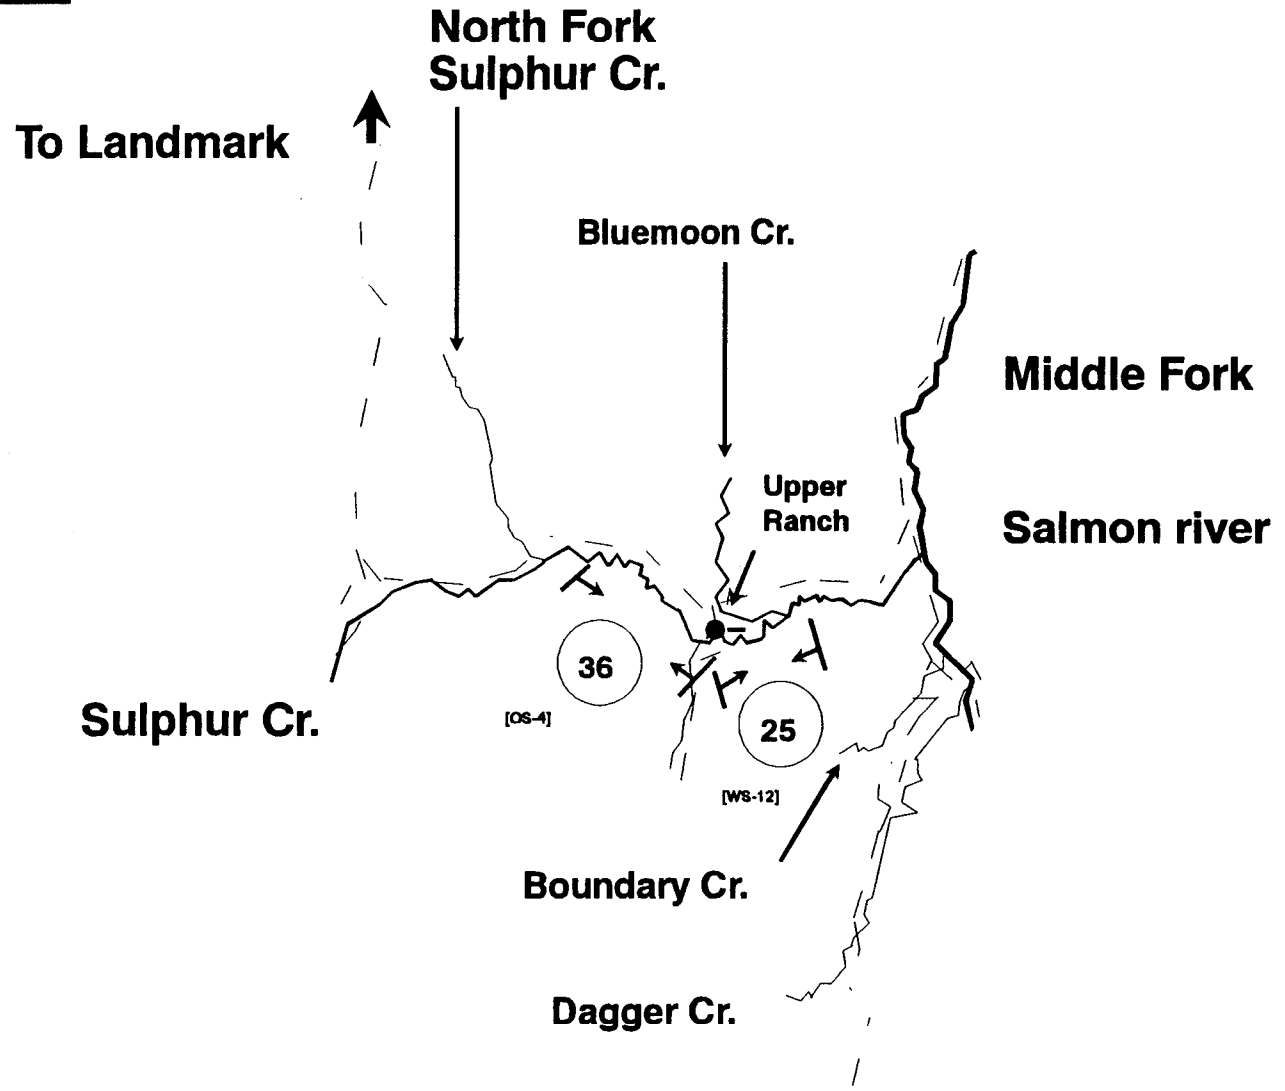 North Fork
Sulphur Cr.
To Landmark
Bluemoon Cr.
Middle Fork
Upper
Ranch
Salmon river
36
Sulphur Cr.
[OS-4]
25
[WS-12]
Boundary Cr.
Dagger Cr.